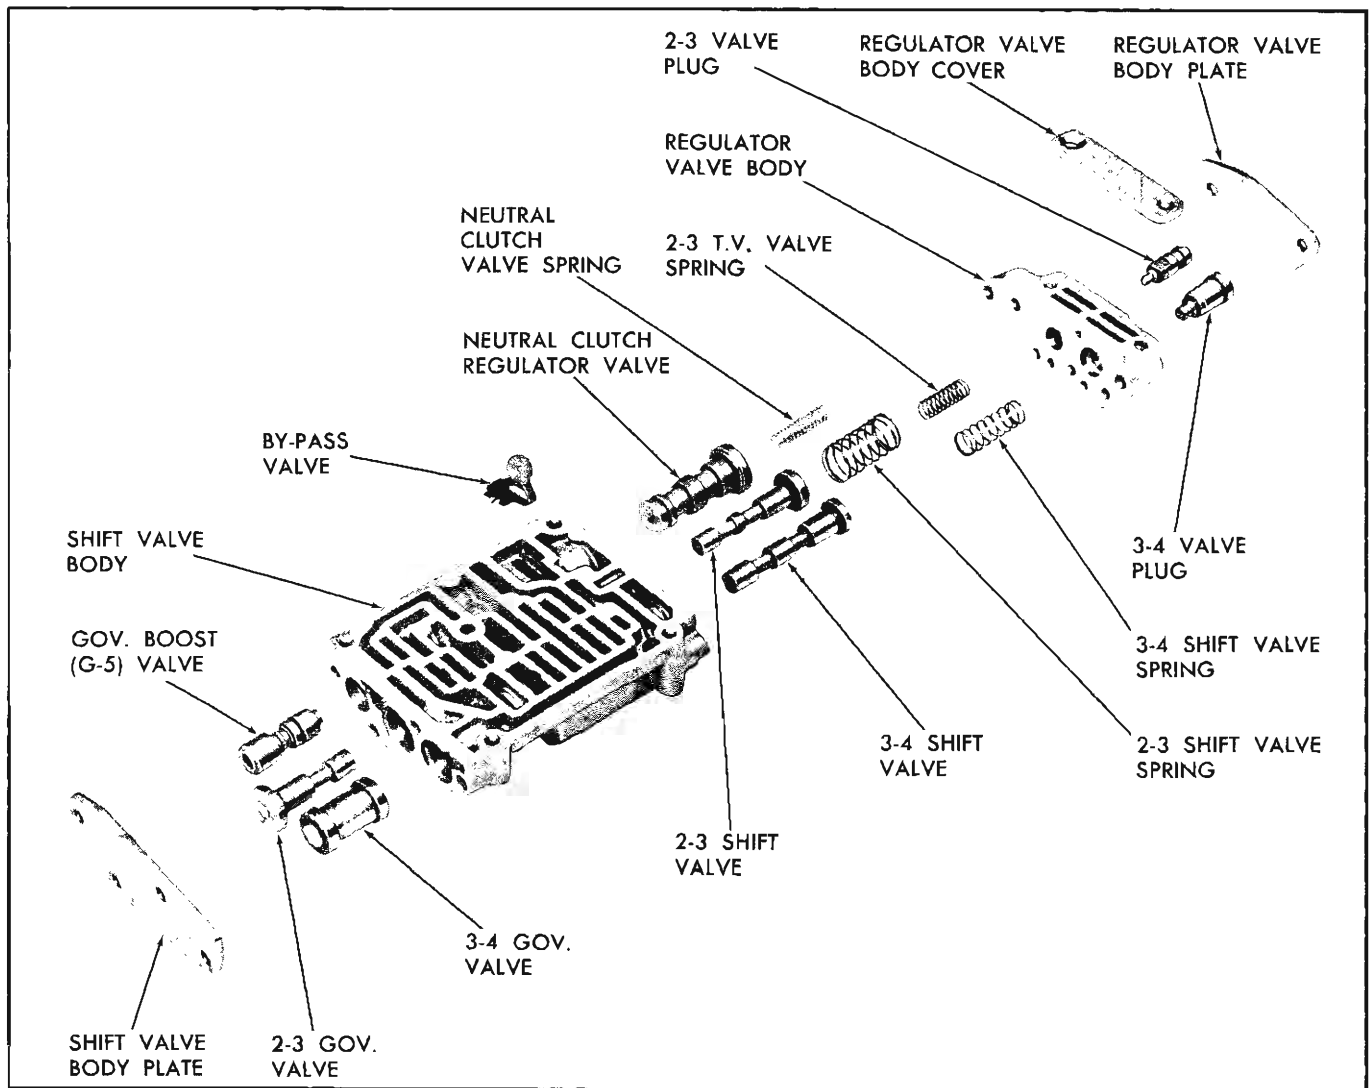 2-3 VALVE
PLUG
REGULATOR VALVE
BODY COVER
REGULATOR VALVE
BODY PLATE
REGULATOR
VALVE BODY
NEUTRAL
CLUTCH
VALVE SPRING
2-3 T.V. VALVE
SPRING
NEUTRAL CLUTCH
REGULATOR VALVE
BY-PASS
VALVE
SHIFT VALVE
BODY
3-4 VALVE
PLUG
GOV. BOOST
(G-5) VALVE
3-4 SHIFT VALVE
SPRING
3-4 SHIFT
VALVE
2-3 SHIFT VALVE
SPRING
2-3 SHIFT
VALVE
3-4 GOV.
VALVE
SHIFT VALVE
BODY PLATE
2-3 GOV.
VALVE